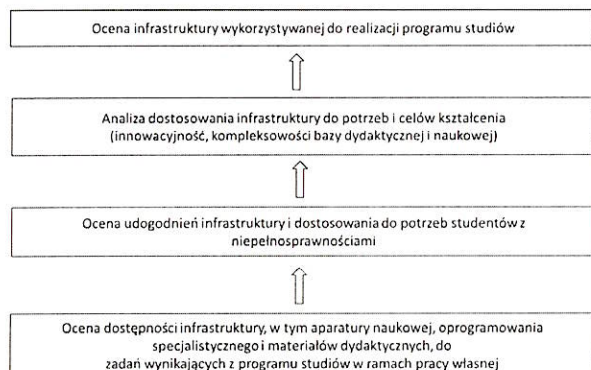 Ocena infrastruktury wykorzystywanej do realizacji programu studiów
Analiza dostosowania infrastruktury do potrzeb i celów kształcenia
(innowacyjność, kompleksowości bazy dydaktycznej i naukowej)
Ocena udogodnień infrastruktury i dostosowania do potrzeb studentów z
niepełnosprawnościami
Ocena dostępności infrastruktury, w tym aparatury naukowej, oprogramowania
specjalistycznego i materiałów dydaktycznych, do
zadań wynikających z programu studiów w ramach pracy własnej